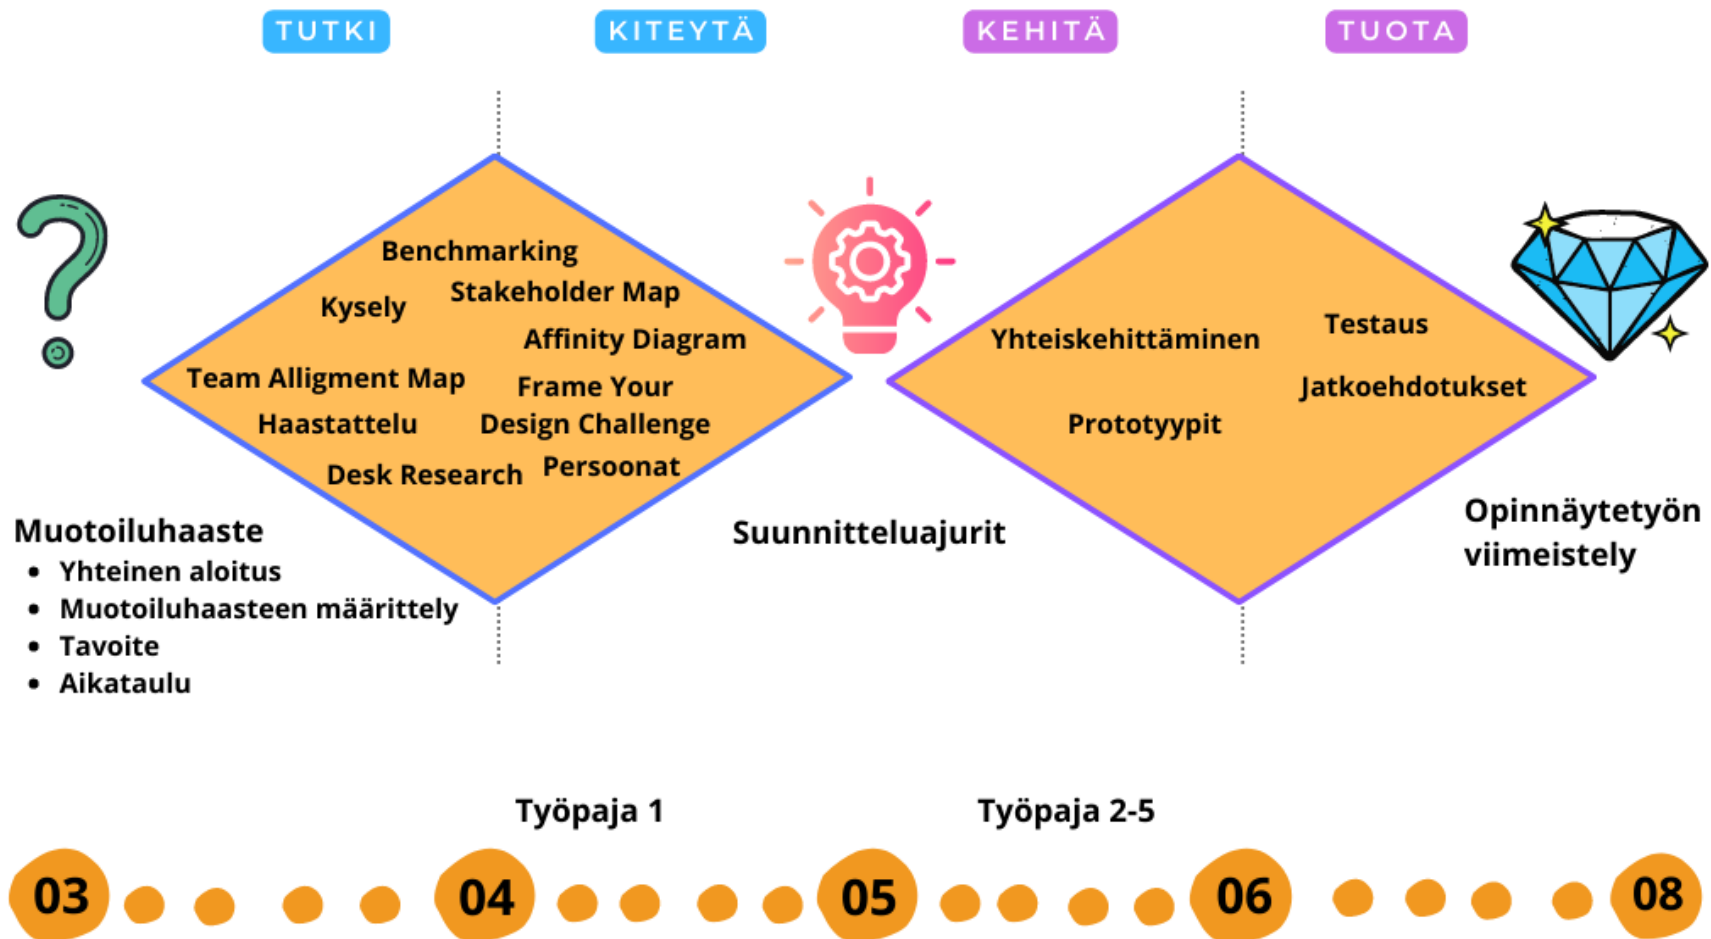 TUTKI
KITEYTÄ
KEHITÄ
TUOTA
Benchmarking
Kysely
Stakeholder Map
Affinity Diagram
Team Alligment Map
Frame Your
Design Challenge
Haastattelu
Desk Research
Persoonat
Yhteiskehittäminen
Testaus
Jatkoehdotukset
Prototyypit
Muotoiluhaaste
• Yhteinen aloitus
• Muotoiluhaasteen määrittely
• Tavoite
• Aikataulu
Suunnitteluajurit
Opinnäytetyön
viimeistely
Työpaja 1
Työpaja 2-5
03
04
05
06
08